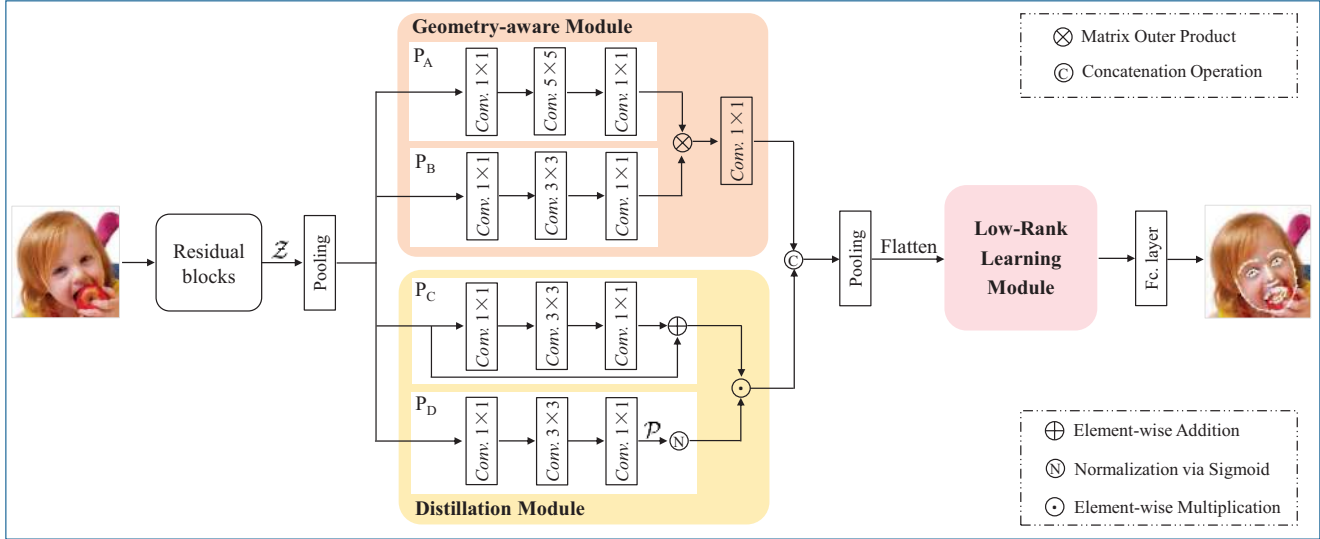 Geometry-aware Module
P_A
Conv. 1×1
Conv. 5×5
Conv. 1×1
P_B
Conv. 1×1
Conv. 3×3
Conv. 1×1
Conv. 1×1
Residual
blocks
𝒵
Pooling
P_C
Conv. 1×1
Conv. 3×3
Conv. 1×1
P_D
Conv. 1×1
Conv. 3×3
Conv. 1×1
𝒫
N
Distillation Module
C
Pooling
Flatten
Low-Rank
Learning
Module
Fc. layer
⊗ Matrix Outer Product
Ⓒ Concatenation Operation
⊕ Element-wise Addition
Ⓝ Normalization via Sigmoid
⊙ Element-wise Multiplication